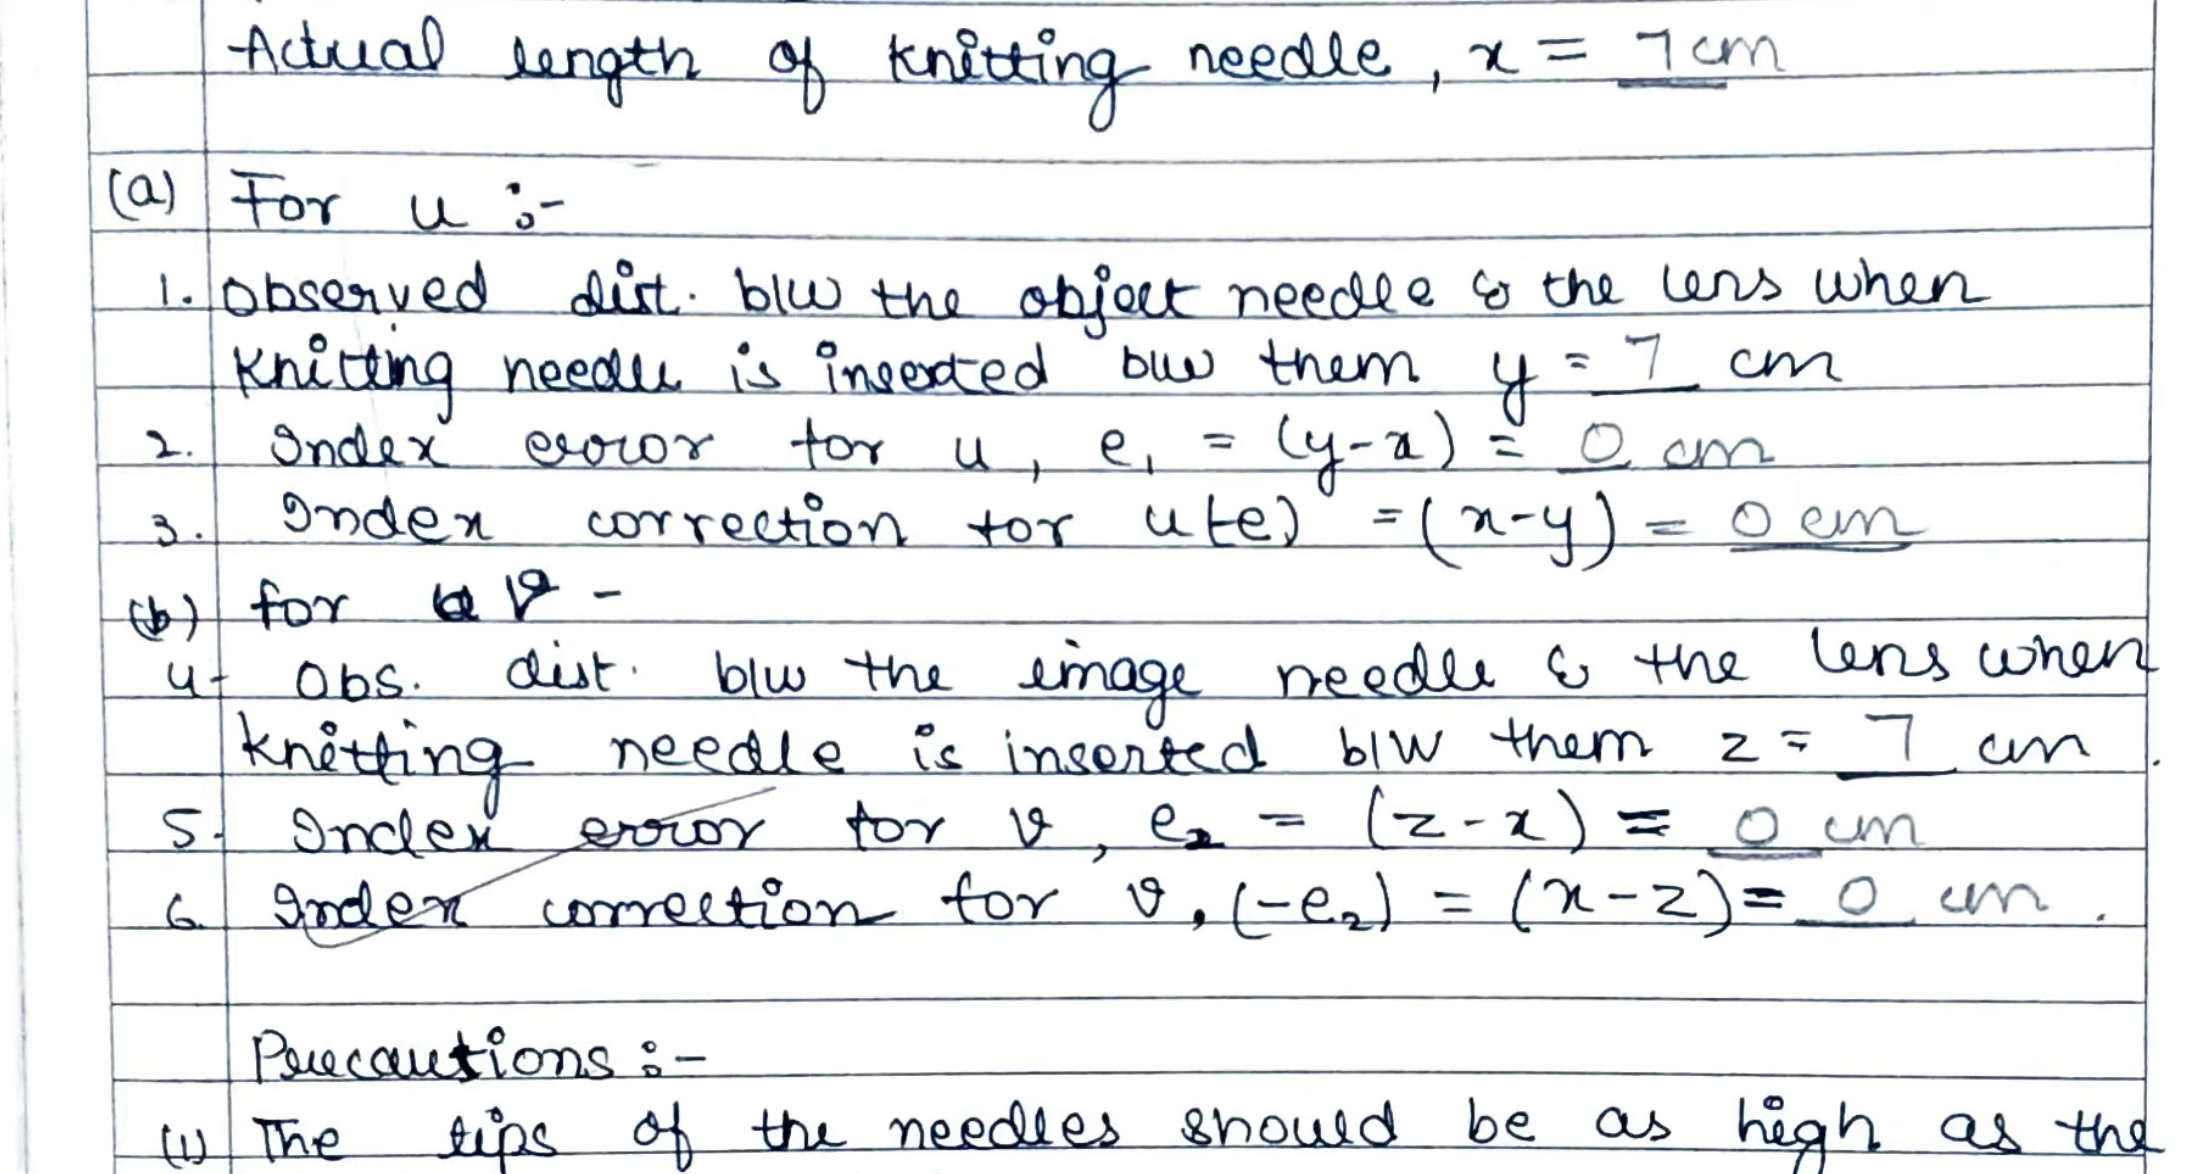 Actual length of knitting needle, x = 7 cm
(a) For u :-
1. Observed dist. b/w the object needle & the lens when
knitting needle is inserted b/w them y = 7 cm
2. Index error for u, e₁ = (y-x) = 0 cm
3. Index correction for u (-e) = (x-y) = 0 cm
(b) for v -
4- Obs. dist. b/w the image needle & the lens when
knitting needle is inserted b/w them z = 7 cm.
5. Index error for v, e₂ = (z-x) = 0 cm
6. Index correction for v, (-e₂) = (x-z) = 0 cm.
Precautions :-
(1) The tips of the needles should be as high as the